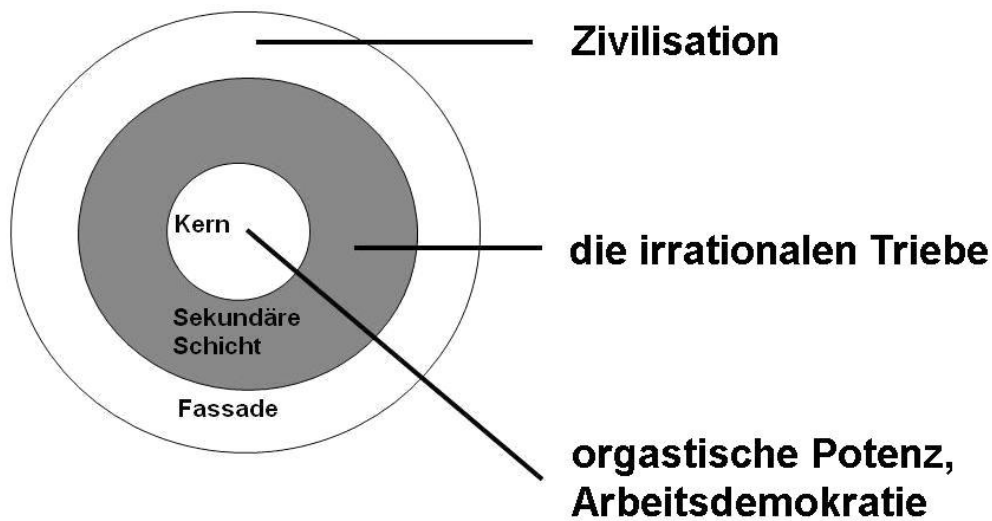 Zivilisation
Kern
die irrationalen Triebe
Sekundäre
Schicht
Fassade
orgastische Potenz,
Arbeitsdemokratie